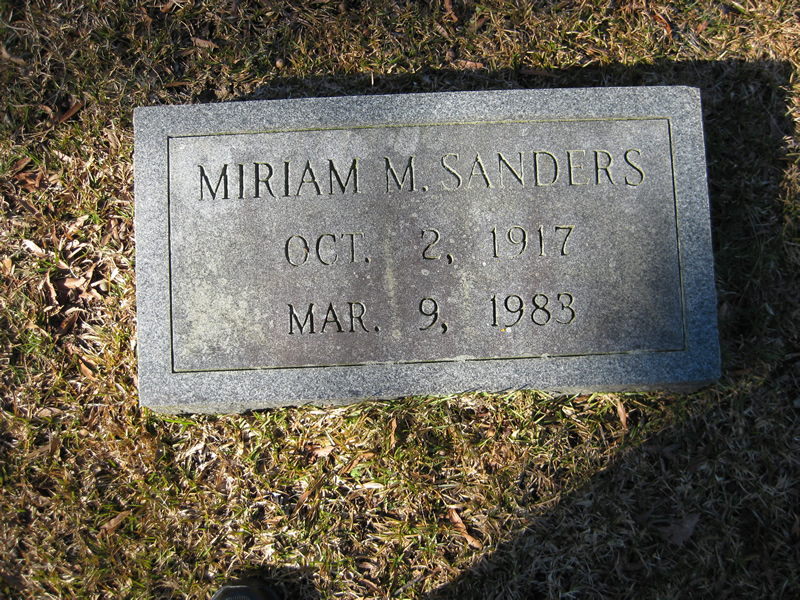 MIRIAM M. SANDERS
OCT. 2, 1917
MAR. 9, 1983